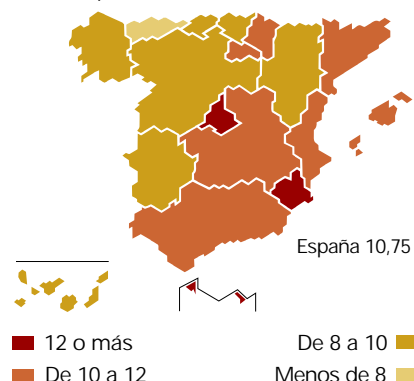 España 10,75
12 o más
De 8 a 10
De 10 a 12
Menos de 8